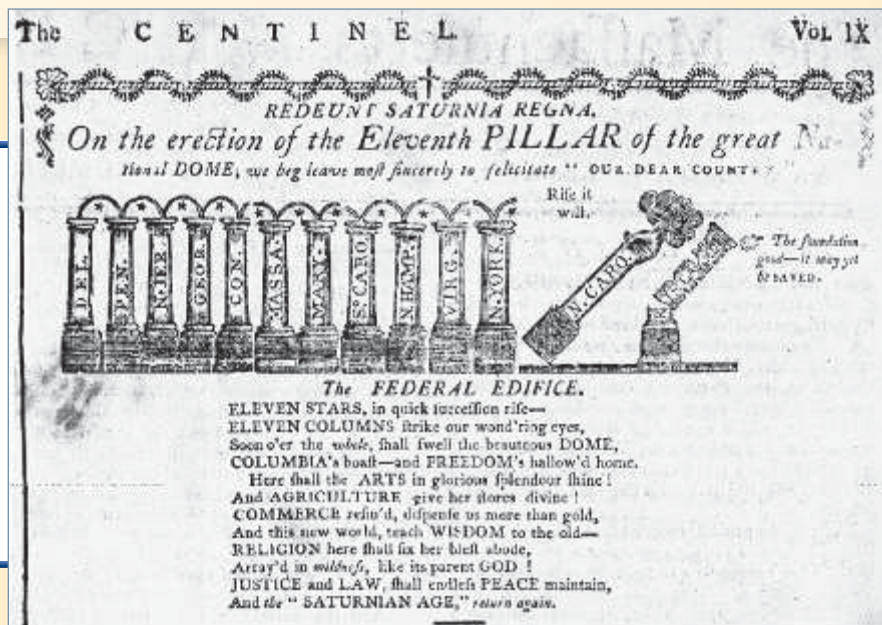 The CENTINEL. Vol. IX
REDEUNT SATURNIA REGNA.
On the erection of the Eleventh PILLAR of the great Na-
tional DOME, we beg leave moſt ſincerely to felicitate " OUR DEAR COUNTRY "
Riſe it
will.
The foundation
good—it may yet
be SAVED.
DEL.
PEN.
N. JER.
GEOR.
CON.
MASSA.
MARY.
So. CARO.
N. HAMP.
VIRG.
N. YORK.
N. CARO.
The FEDERAL EDIFICE.
ELEVEN STARS, in quick ſucceſſion riſe—
ELEVEN COLUMNS ſtrike our wond'ring eyes,
Soon o'er the whole, ſhall ſwell the beauteous DOME,
COLUMBIA's boaſt—and FREEDOM's hallow'd home.
Here ſhall the ARTS in glorious ſplendour ſhine!
And AGRICULTURE give her ſtores divine!
COMMERCE refin'd, diſpenſe us more than gold,
And this new world, teach WISDOM to the old—
RELIGION here ſhall fix her bleſt abode,
Array'd in mildneſs, like its parent GOD!
JUSTICE and LAW, ſhall endleſs PEACE maintain,
And the " SATURNIAN AGE," return again.